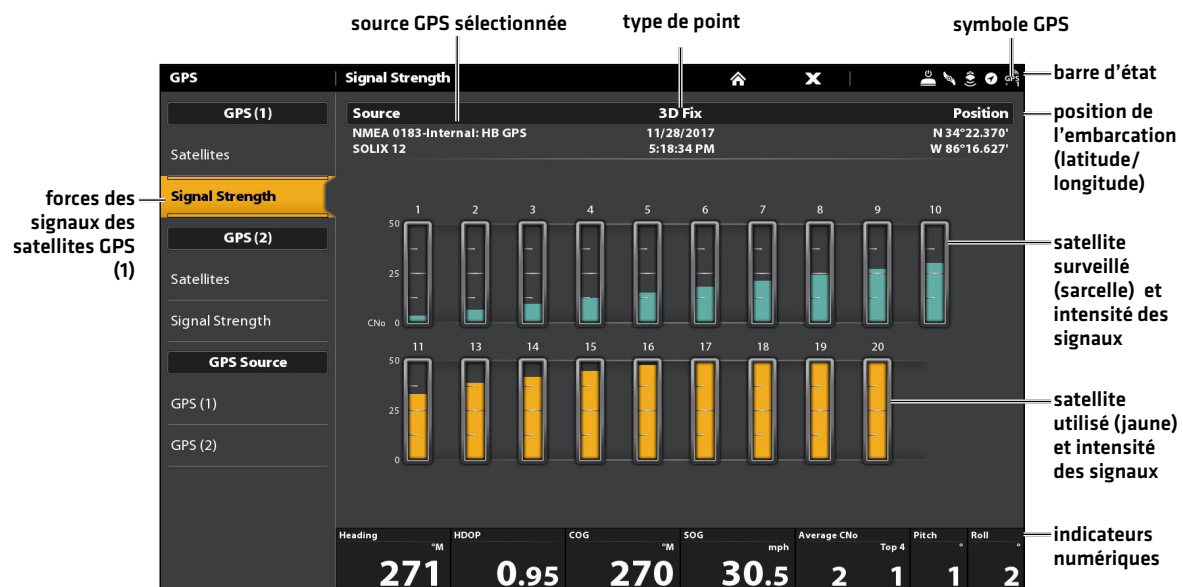 source GPS sélectionnée
type de point
symbole GPS
GPS
Signal Strength
barre d'état
GPS (1)
Satellites
Signal Strength
GPS (2)
Satellites
Signal Strength
GPS Source
GPS (1)
GPS (2)
forces des
signaux des
satellites GPS
(1)
Source
3D Fix
Position
NMEA 0183-Internal: HB GPS
11/28/2017
N 34°22.370'
SOLIX 12
5:18:34 PM
W 86°16.627'
position de
l'embarcation
(latitude/
longitude)
1 2 3 4 5 6 7 8 9 10
50
25
CNo 0
satellite
surveillé
(sarcelle) et
intensité des
signaux
11 13 14 15 16 17 18 19 20
50
25
0
satellite
utilisé (jaune)
et intensité
des signaux
Heading
°M
271
HDOP
0.95
COG
°M
270
SOG
mph
30.5
Average CNo
Top 4
2 1
Pitch
°
1
Roll
°
2
indicateurs
numériques